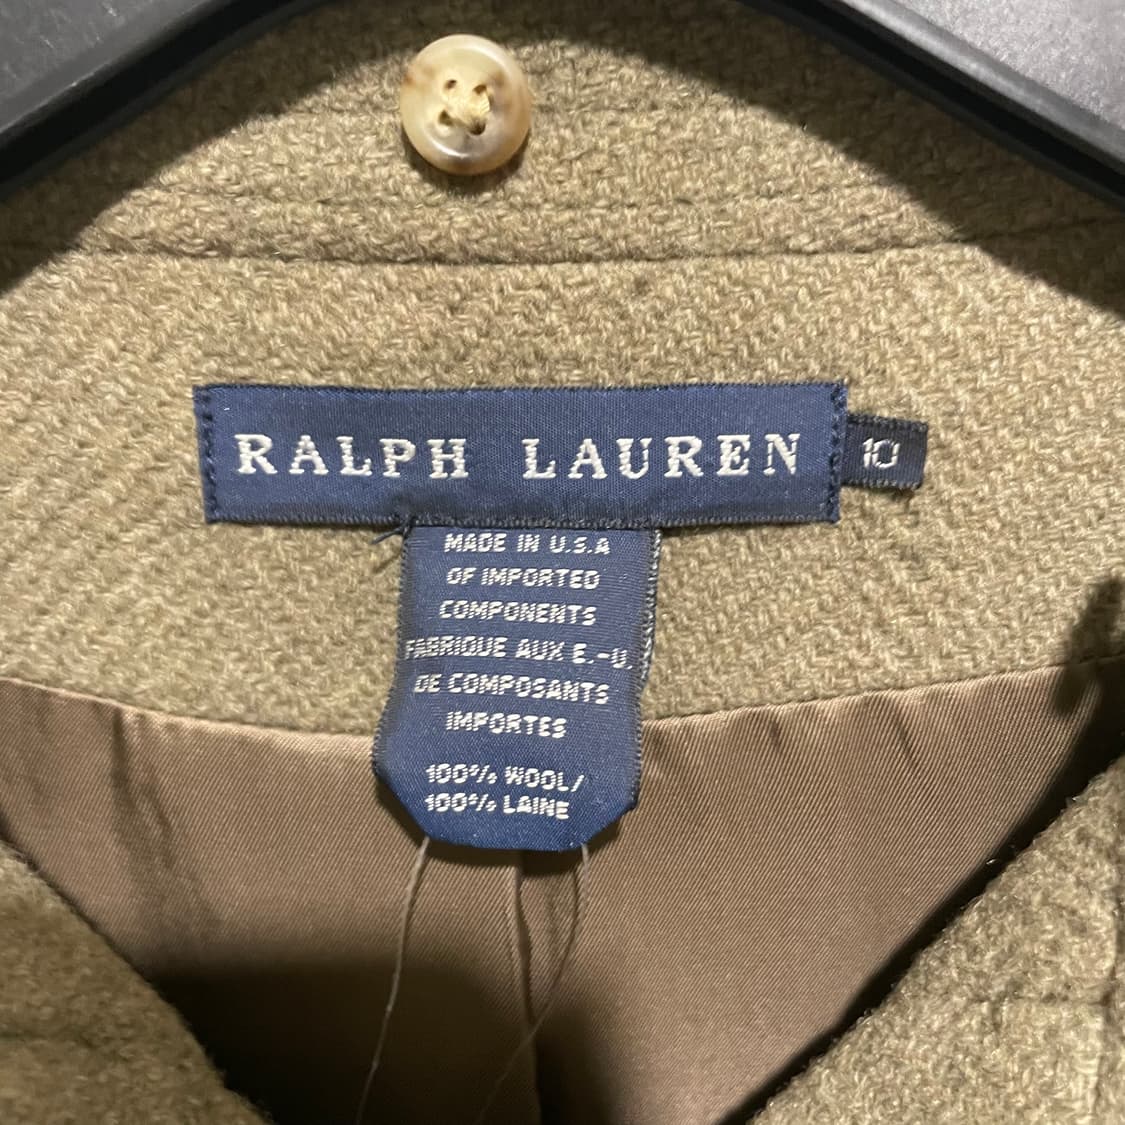 RALPH LAUREN
10
MADE IN U.S.A
OF IMPORTED
COMPONENTS
FABRIQUE AUX E.-U.
DE COMPOSANTS
IMPORTES
100% WOOL/
100% LAINE